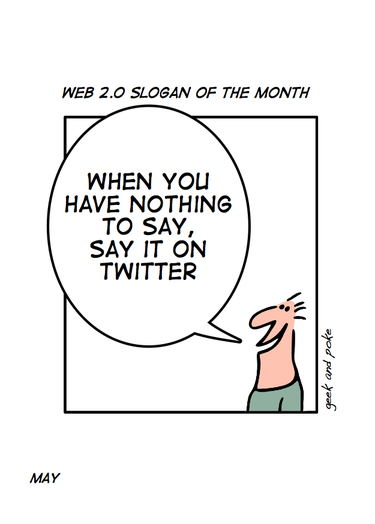 WEB 2.0 SLOGAN OF THE MONTH
WHEN YOU
HAVE NOTHING
TO SAY,
SAY IT ON
TWITTER
geek and poke
MAY